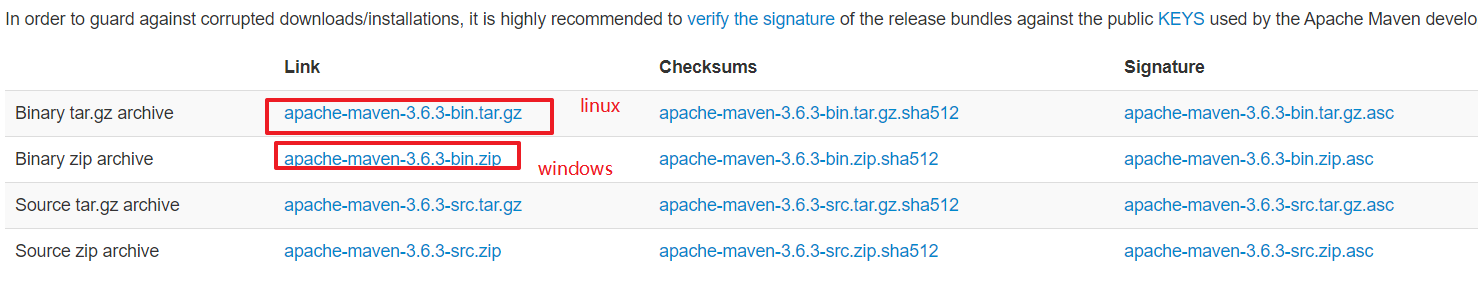 In order to guard against corrupted downloads/installations, it is highly recommended to verify the signature of the release bundles against the public KEYS used by the Apache Maven develo
Link Checksums Signature
Binary tar.gz archive apache-maven-3.6.3-bin.tar.gz linux apache-maven-3.6.3-bin.tar.gz.sha512 apache-maven-3.6.3-bin.tar.gz.asc
Binary zip archive apache-maven-3.6.3-bin.zip windows apache-maven-3.6.3-bin.zip.sha512 apache-maven-3.6.3-bin.zip.asc
Source tar.gz archive apache-maven-3.6.3-src.tar.gz apache-maven-3.6.3-src.tar.gz.sha512 apache-maven-3.6.3-src.tar.gz.asc
Source zip archive apache-maven-3.6.3-src.zip apache-maven-3.6.3-src.zip.sha512 apache-maven-3.6.3-src.zip.asc